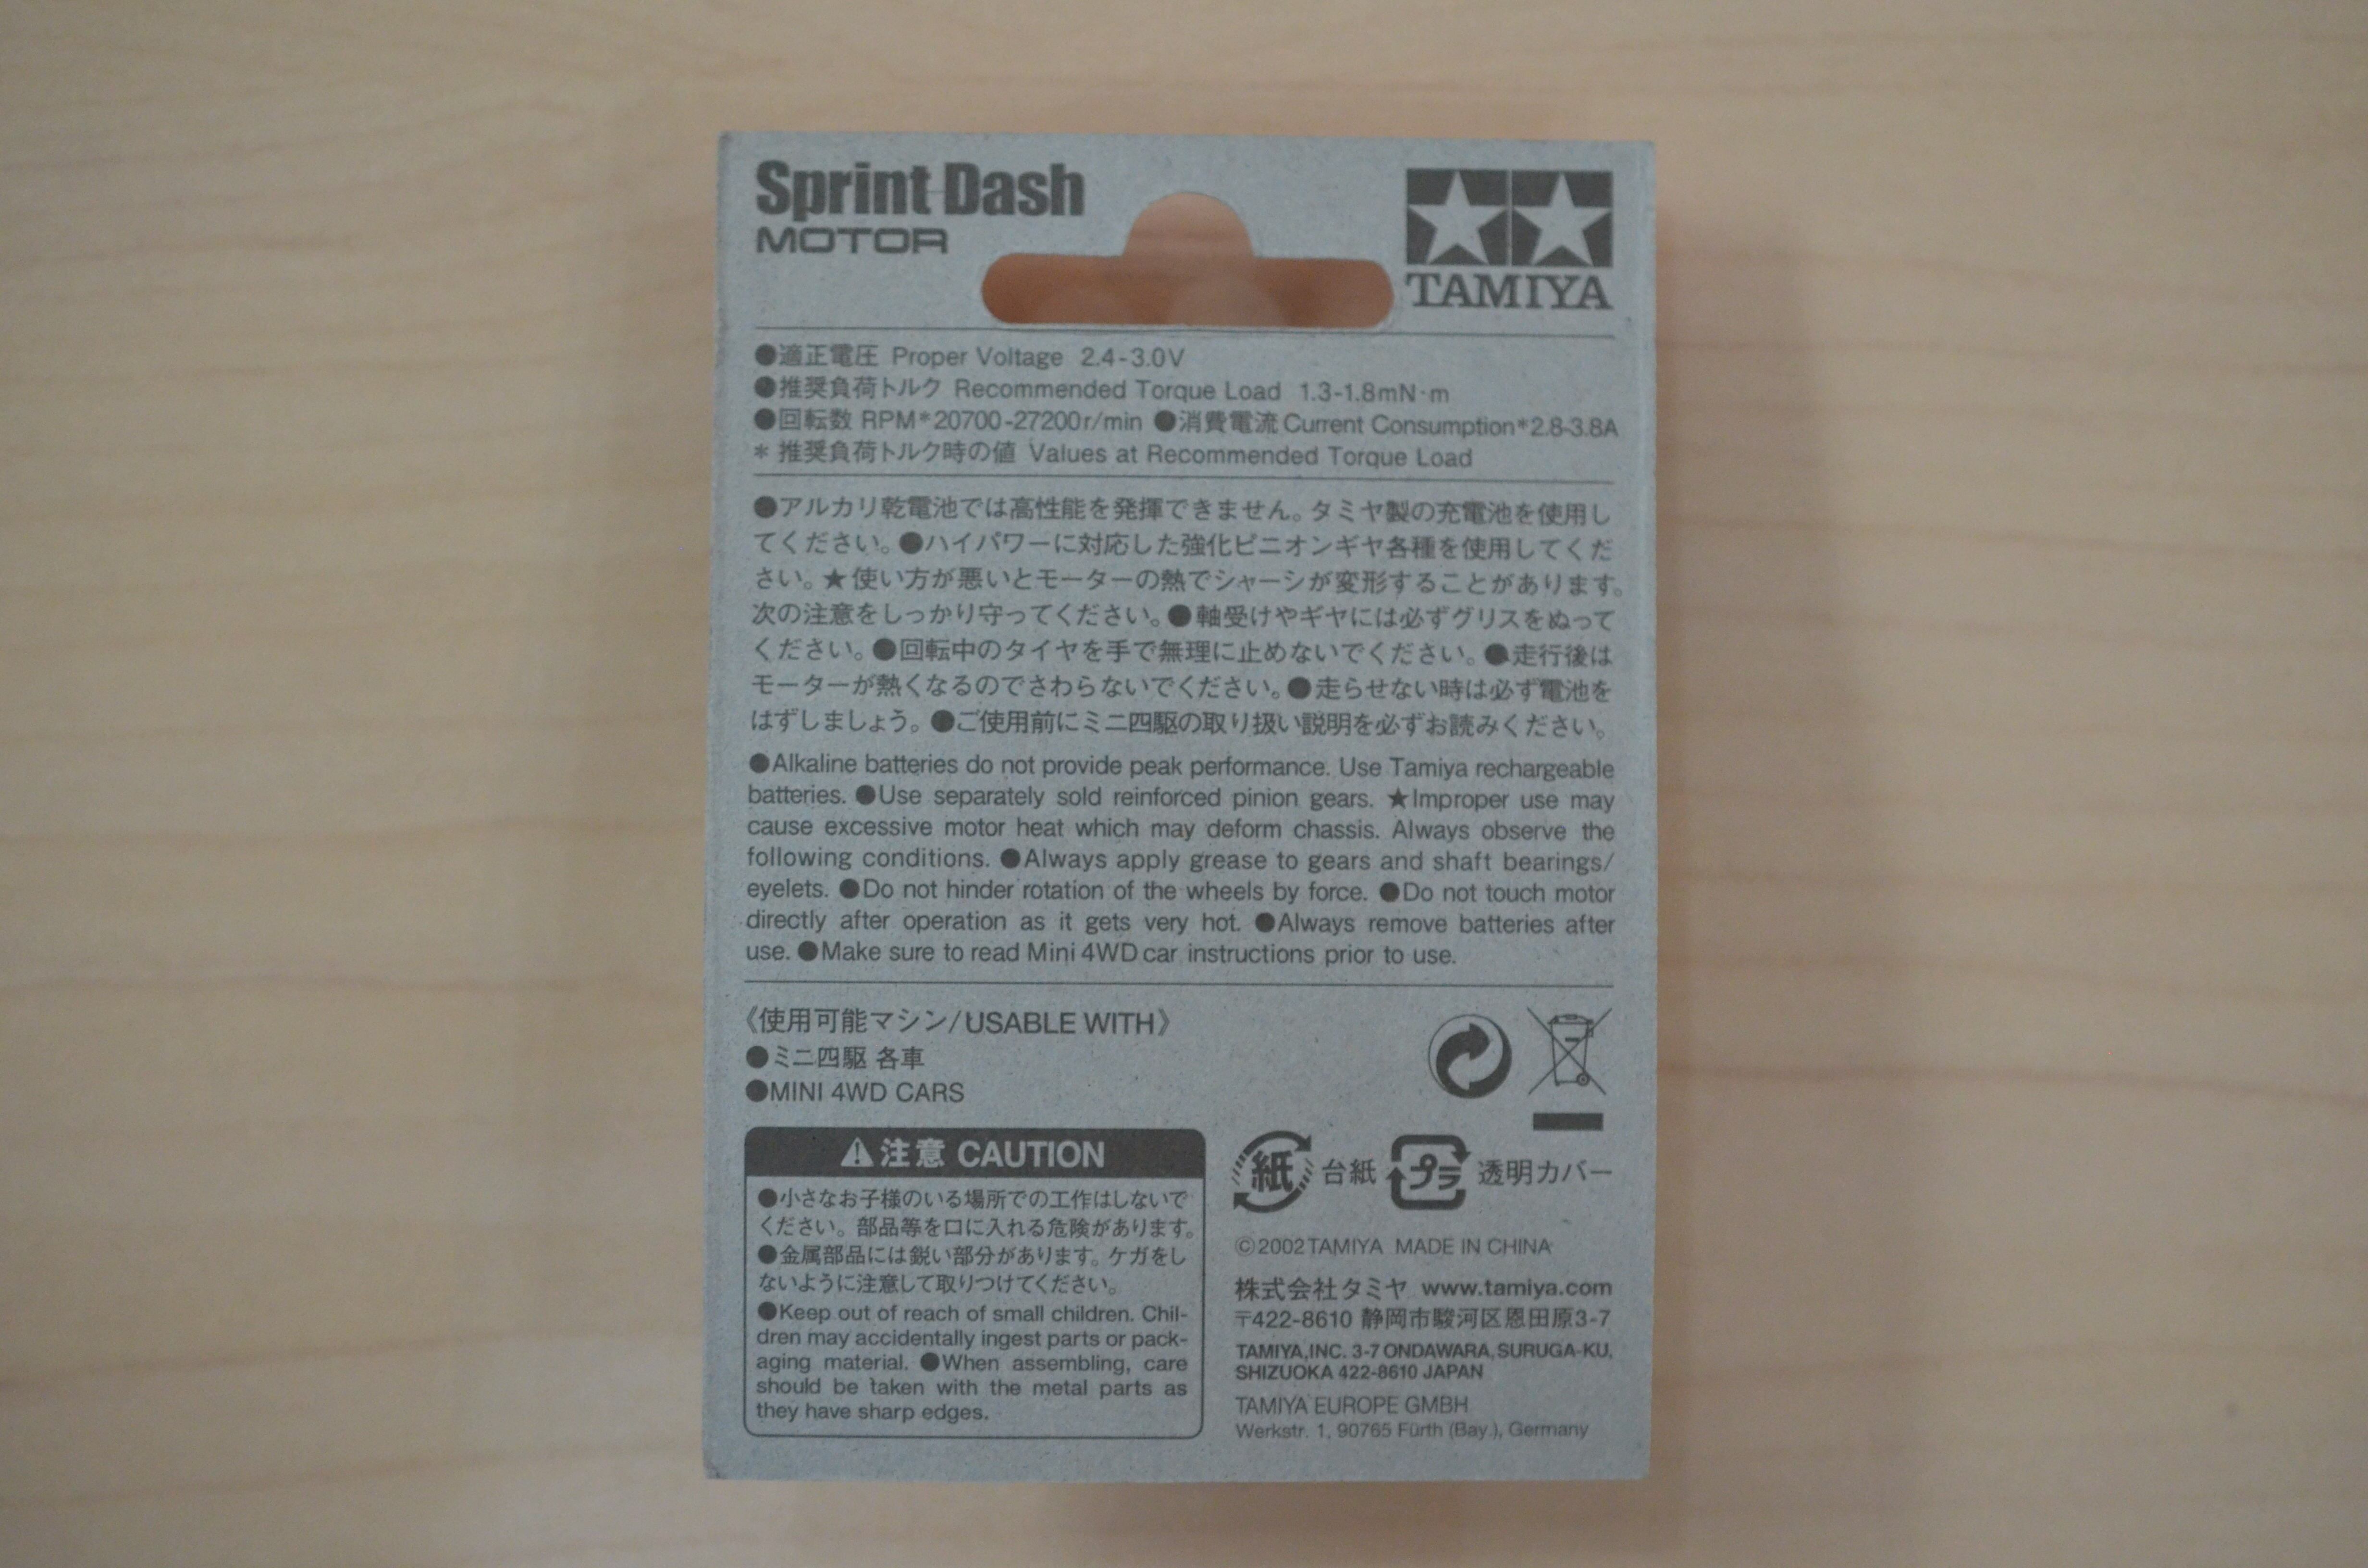 Sprint Dash
MOTOR
TAMIYA
●適正電圧 Proper Voltage 2.4-3.0V
●推奨負荷トルク Recommended Torque Load 1.3-1.8mN·m
●回転数 RPM*20700-27200r/min ●消費電流 Current Consumption*2.8-3.8A
* 推奨負荷トルク時の値 Values at Recommended Torque Load
●アルカリ乾電池では高性能を発揮できません。タミヤ製の充電池を使用し
てください。●ハイパワーに対応した強化ピニオンギヤ各種を使用してくだ
さい。★使い方が悪いとモーターの熱でシャーシが変形することがあります。
次の注意をしっかり守ってください。●軸受けやギヤには必ずグリスをぬって
ください。●回転中のタイヤを手で無理に止めないでください。●走行後は
モーターが熱くなるのでさわらないでください。●走らせない時は必ず電池を
はずしましょう。●ご使用前にミニ四駆の取り扱い説明を必ずお読みください。
●Alkaline batteries do not provide peak performance. Use Tamiya rechargeable
batteries. ●Use separately sold reinforced pinion gears. ★Improper use may
cause excessive motor heat which may deform chassis. Always observe the
following conditions. ●Always apply grease to gears and shaft bearings/
eyelets. ●Do not hinder rotation of the wheels by force. ●Do not touch motor
directly after operation as it gets very hot. ●Always remove batteries after
use. ●Make sure to read Mini 4WD car instructions prior to use.
《使用可能マシン/USABLE WITH》
●ミニ四駆 各車
●MINI 4WD CARS
注意 CAUTION
●小さなお子様のいる場所での工作はしないで
ください。部品等を口に入れる危険があります。
●金属部品には鋭い部分があります。ケガをし
ないように注意して取りつけてください。
●Keep out of reach of small children. Chil-
dren may accidentally ingest parts or pack-
aging material. ●When assembling, care
should be taken with the metal parts as
they have sharp edges.
紙 台紙 プラ 透明カバー
©2002 TAMIYA MADE IN CHINA
株式会社タミヤ www.tamiya.com
〒422-8610 静岡市駿河区恩田原3-7
TAMIYA,INC. 3-7 ONDAWARA, SURUGA-KU,
SHIZUOKA 422-8610 JAPAN
TAMIYA EUROPE GMBH
Werkstr. 1, 90765 Fürth (Bay.), Germany